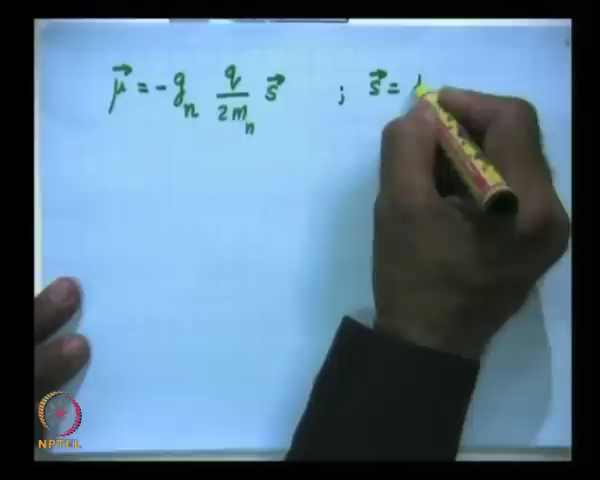 μ⃗ = - g_n q / 2m_n s⃗ ; s⃗ =
NPTEL